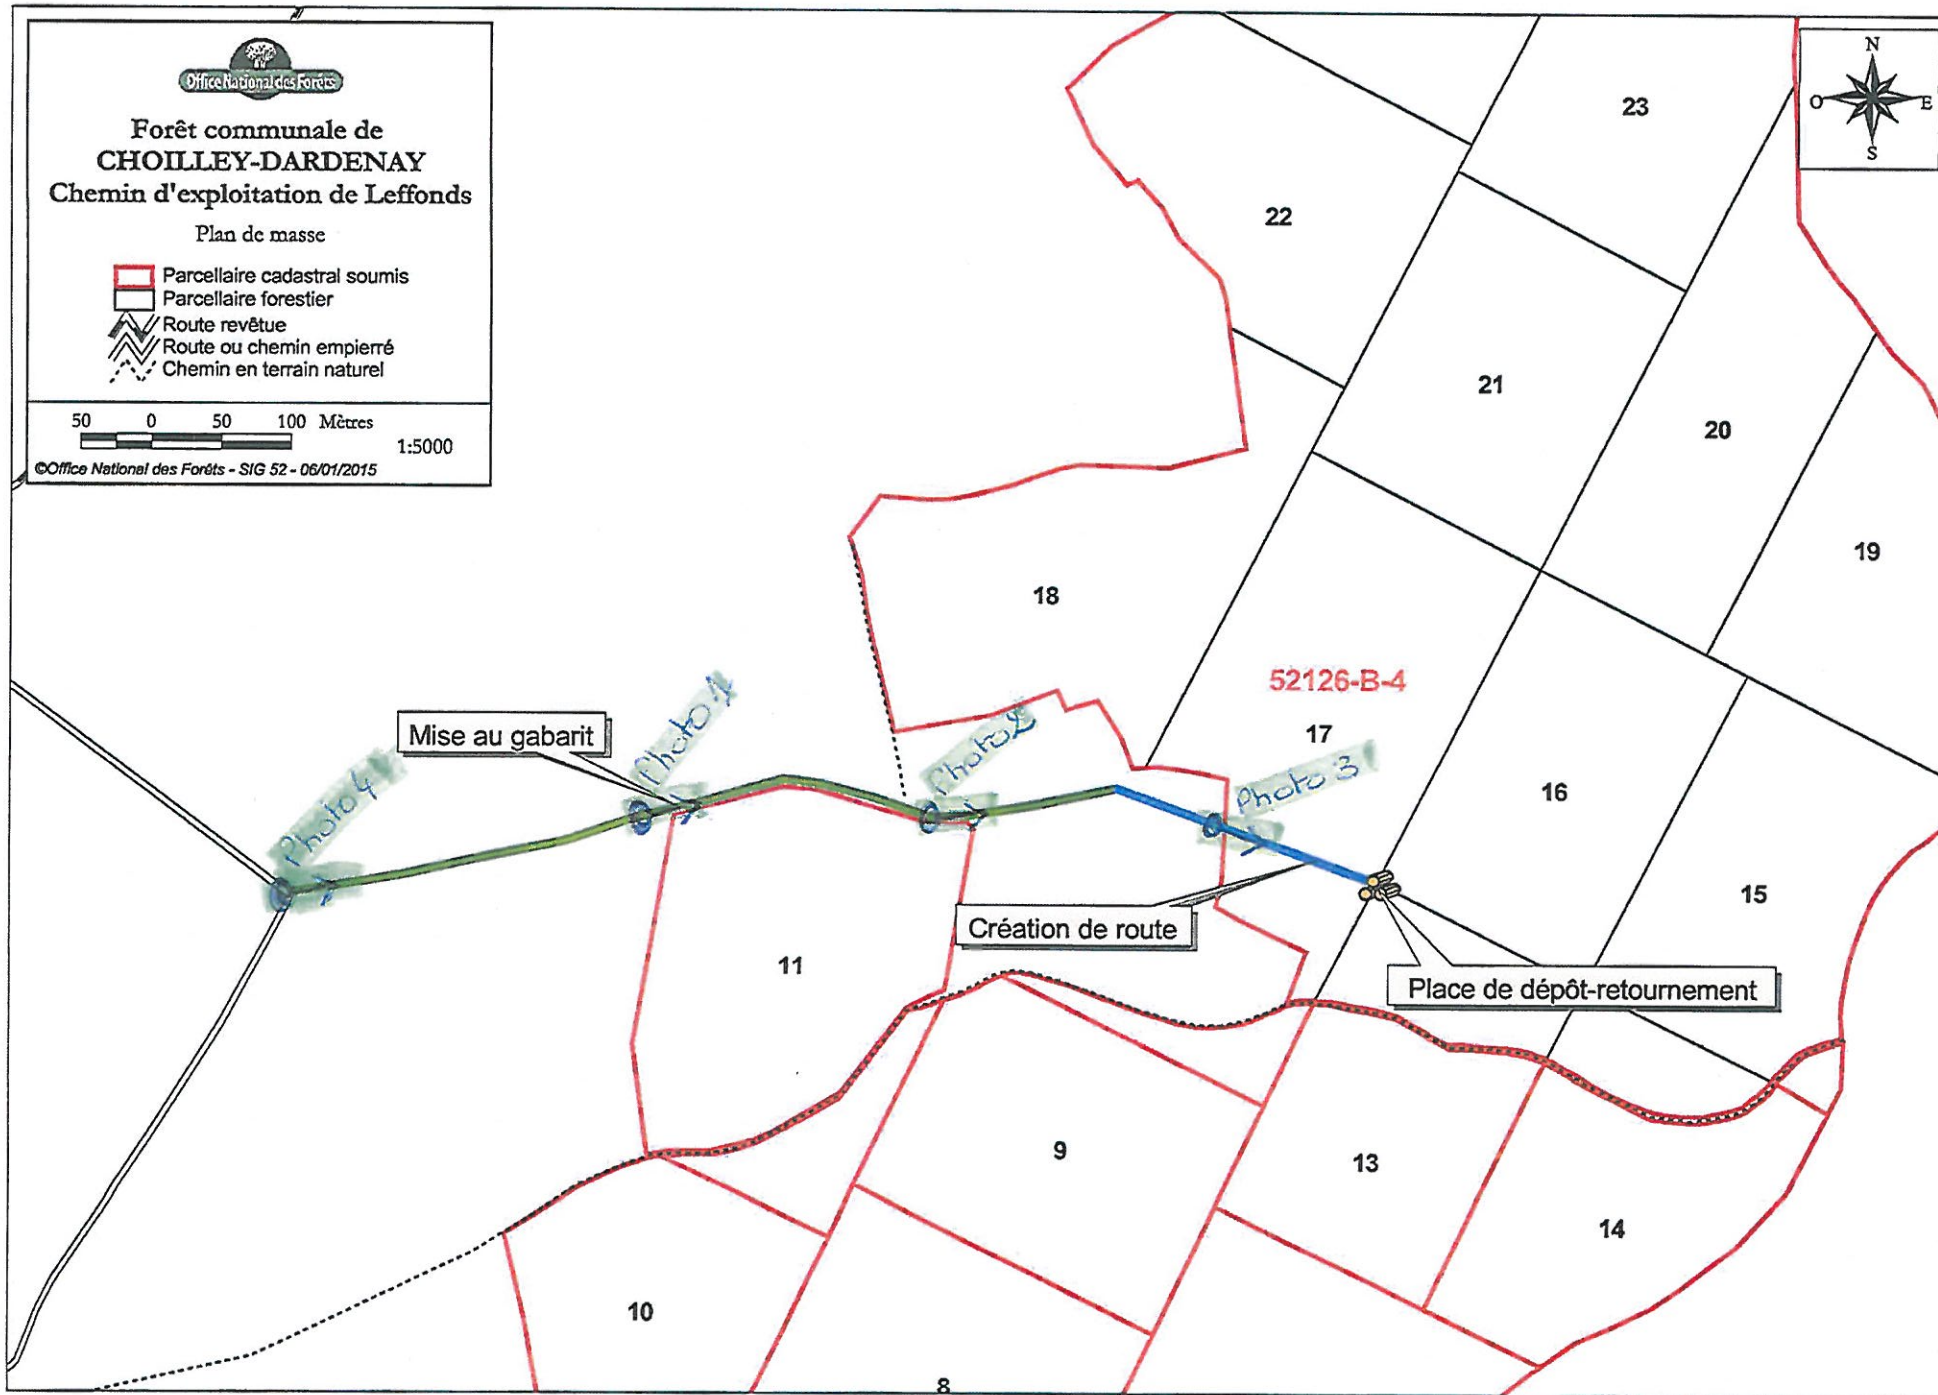 Office National des Forêts
Forêt communale de
CHOILLEY-DARDENAY
Chemin d'exploitation de Leffonds
Plan de masse
Parcellaire cadastral soumis
Parcellaire forestier
Route revêtue
Route ou chemin empierré
Chemin en terrain naturel
50 0 50 100 Mètres
1:5000
©Office National des Forêts - SIG 52 - 06/01/2015
N
O E
S
23
22
21
20
19
18
52126-B-4
17
16
15
Mise au gabarit
Photo 4
Photo 1
Photo 2
Photo 3
Création de route
Place de dépôt-retournement
11
9
13
14
10
8